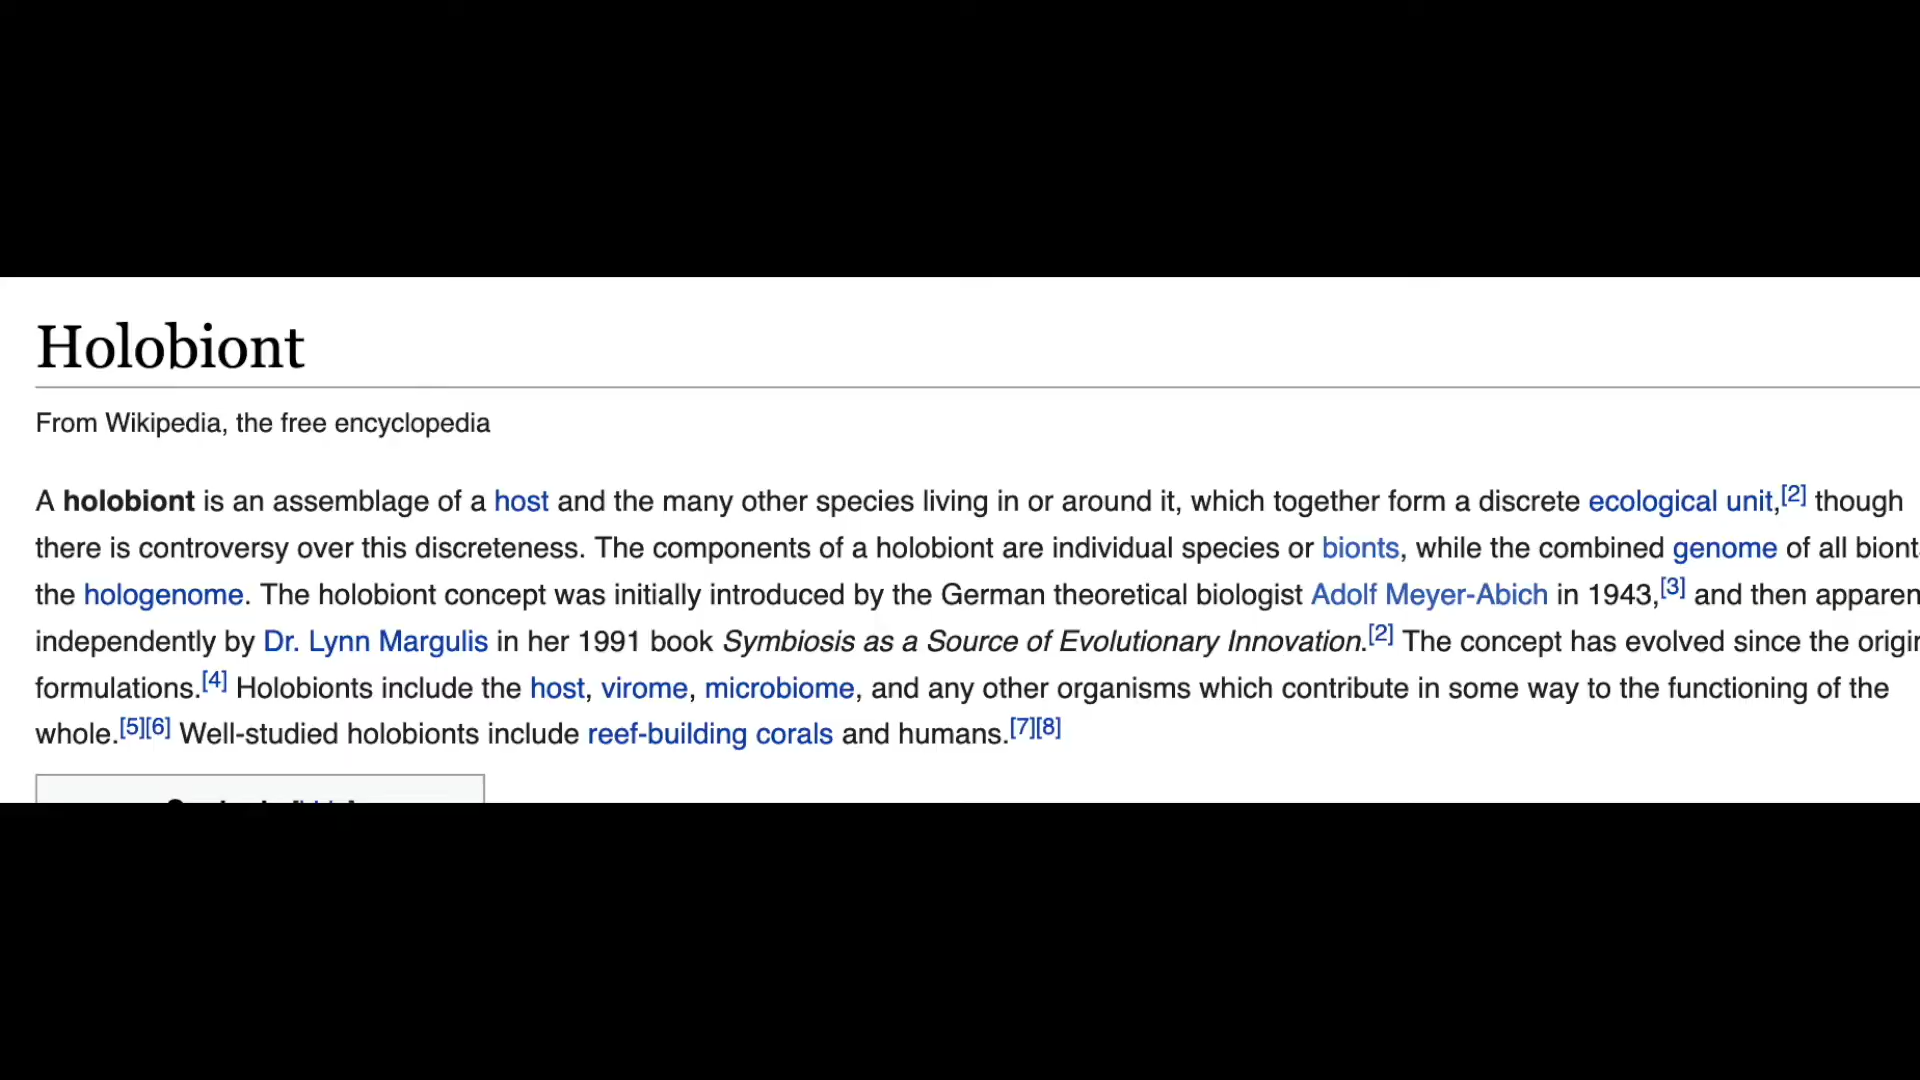 Holobiont
From Wikipedia, the free encyclopedia
A holobiont is an assemblage of a host and the many other species living in or around it, which together form a discrete ecological unit,[2] though
there is controversy over this discreteness. The components of a holobiont are individual species or bionts, while the combined genome of all
the hologenome. The holobiont concept was initially introduced by the German theoretical biologist Adolf Meyer-Abich in 1943,[3] and then
independently by Dr. Lynn Margulis in her 1991 book Symbiosis as a Source of Evolutionary Innovation.[2] The concept has evolved since the
formulations.[4] Holobionts include the host, virome, microbiome, and any other organisms which contribute in some way to the functioning of the
whole.[5][6] Well-studied holobionts include reef-building corals and humans.[7][8]